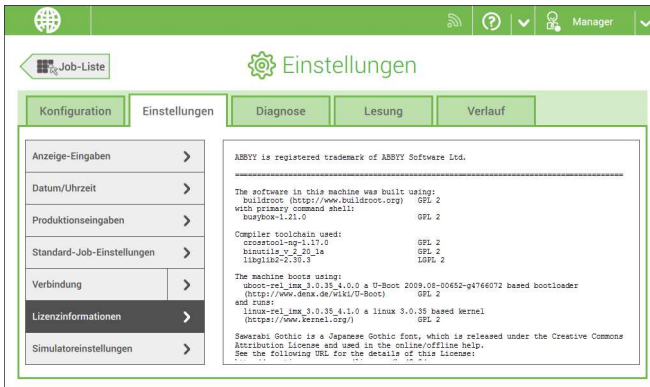 Manager
Job-Liste
Einstellungen
Konfiguration
Einstellungen
Diagnose
Lesung
Verlauf
Anzeige-Eingaben
Datum/Uhrzeit
Produktionseingaben
Standard-Job-Einstellungen
Verbindung
Lizenzinformationen
Simulatoreinstellungen
ABBYY is registered trademark of ABBYY Software Ltd.
The software in this machine was built using:
buildroot (http://www.buildroot.org) GPL 2
with primary command shell:
busybox-1.21.0 GPL 2
Compiler toolchain used:
crosstool-ng-1.17.0 GPL 2
binutils_v_2_20_1a GPL 2
libglib2-2.30.3 LGPL 2
The machine boots using:
uboot-rel_imx_3.0.35_4.0.0 a U-Boot 2009.08-00652-g4766072 based bootloader
(http://www.denx.de/wiki/U-Boot) GPL 2
and runs:
linux-rel_imx_3.0.35_4.1.0 a linux 3.0.35 based kernel
(https://www.kernel.org/) GPL 2
Sawarabi Gothic is a Japanese Gothic font, which is released under the Creative Commons
Attribution License and used in the online/offline help.
See the following URL for the details of this License: